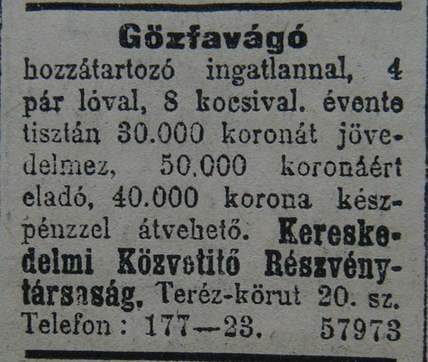 Gőzfavágó
hozzátartozó ingatlannal, 4
pár lóval, 8 kocsival. évente
tisztán 30.000 koronát jöve-
delmez, 50.000 koronáért
eladó, 40.000 korona kész-
pénzzel átvehető. Kereske-
delmi Közvetitő Részvény-
társaság, Teréz-körut 20. sz.
Telefon: 177—23. 57973